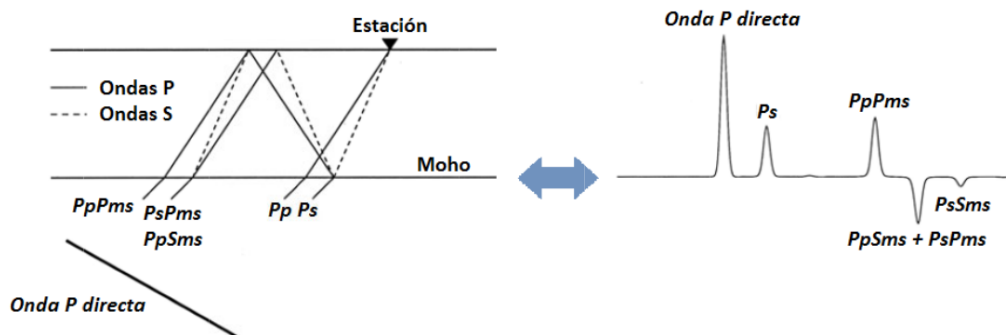 Estación
Ondas P
Ondas S
Moho
PpPms
PsPms
PpSms
Pp Ps
Onda P directa
Onda P directa
Ps
PpPms
PsSms
PpSms + PsPms